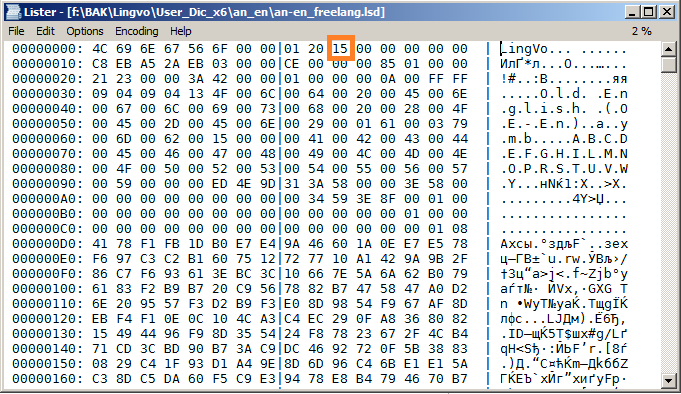 Lister - [f:\BAK\Lingvo\User_Dic_x6\an_en\an-en_freelang.lsd]
File Edit Options Encoding Help 2 %
00000000: 4C 69 6E 67 56 6F 00 00|01 20 15 00 00 00 00 00 | LingVo... ......
00000010: C8 EB A5 2A EB 03 00 00|CE 00 00 00 85 01 00 00 | ИлҐ*л...О...…...
00000020: 21 23 00 00 3A 42 00 00|01 00 00 00 0A 00 FF FF | !#..:B........яя
00000030: 09 04 09 04 13 4F 00 6C|00 64 00 20 00 45 00 6E | .....O.l.d. .E.n
00000040: 00 67 00 6C 00 69 00 73|00 68 00 20 00 28 00 4F | .g.l.i.s.h. .(.O
00000050: 00 45 00 2D 00 45 00 6E|00 29 00 01 61 00 03 79 | .E.-.E.n.)..a..y
00000060: 00 6D 00 62 00 15 00 00|00 41 00 42 00 43 00 44 | .m.b.....A.B.C.D
00000070: 00 45 00 46 00 47 00 48|00 49 00 4C 00 4D 00 4E | .E.F.G.H.I.L.M.N
00000080: 00 4F 00 50 00 52 00 53|00 54 00 55 00 56 00 57 | .O.P.R.S.T.U.V.W
00000090: 00 59 00 00 00 ED 4E 9D|31 3A 58 00 00 3E 58 00 | .Y...нNќ1:X..>X.
000000A0: 00 00 00 00 00 00 00 00|00 34 59 3E 8F 00 01 00 | .........4Y>Џ...
000000B0: 00 00 00 00 00 00 00 00|00 00 00 00 00 01 00 00 | ................
000000C0: 00 00 00 00 00 00 00 00|00 00 00 00 00 00 01 08 | ................
000000D0: 41 78 F1 FB 1D B0 E7 E4|9A 46 60 1A 0E E7 E5 78 | Axсы.°здљF`..зеx
000000E0: F6 97 C3 C2 B1 60 75 12|72 77 10 A1 42 9A 9B 2F | ц—ГВ±`u.rw.ЎBљ›/
000000F0: 86 C7 F6 93 61 3E BC 3C|10 66 7E 5A 6A 62 B0 79 | †Зц“a>ј<.f~Zjb°y
00000100: 61 83 F2 B9 B7 20 C9 56|78 82 B7 47 58 47 A0 D2 | aѓт№· ЙVx‚·GXG Т
00000110: 6E 20 95 57 F3 D2 B9 F3|E0 8D 98 54 F9 67 AF 8D
00000120: EB F4 F1 0E 0C 10 4C A3|C4 EC 29 0F A8 36 80 82
00000130: 15 49 44 96 F9 8D 35 54|24 F8 78 23 67 2F 4C B4
00000140: 71 CD 3C BD 90 B7 3A C9|DC 46 92 72 0F 5B 38 83
00000150: 08 29 C4 1F 93 D1 A4 9E|8D 6D 96 C4 6B E1 E1 5A
00000160: C3 8D C5 DA 60 F5 C9 E3|94 78 E8 B4 79 46 70 B7